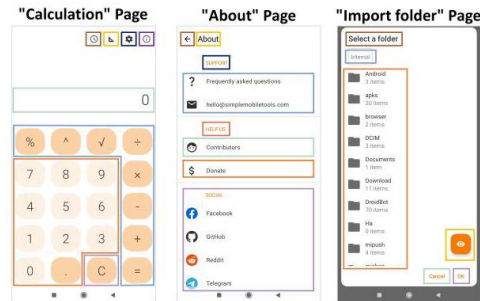 "Calculation" Page
"About" Page
"Import folder" Page
0
% ^ √ ÷
7 8 9 ×
4 5 6 -
1 2 3 +
0 . C =
About
SUPPORT
? Frequently asked questions
hello@simplemobiletools.com
HELP US
Contributors
$ Donate
SOCIAL
Facebook
GitHub
Reddit
Telegram
Select a folder
Internal
Android
3 items
apks
20 items
browser
2 items
DCIM
3 items
Documents
1 item
Download
11 items
DroidBot
70 items
Ha
0 items
mipush
4 items
Cancel
OK